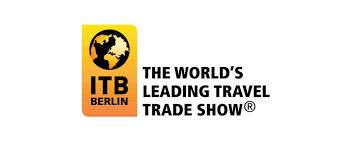 ITB
BERLIN
THE WORLD'S
LEADING TRAVEL
TRADE SHOW®